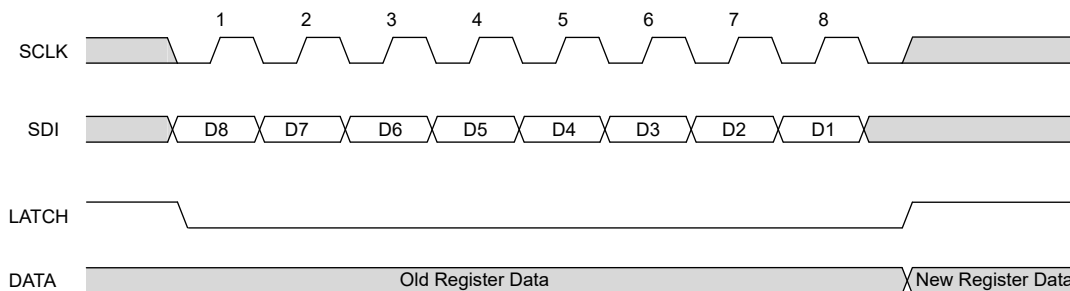 1 2 3 4 5 6 7 8
SCLK
SDI D8 D7 D6 D5 D4 D3 D2 D1
LATCH
DATA Old Register Data New Register Data